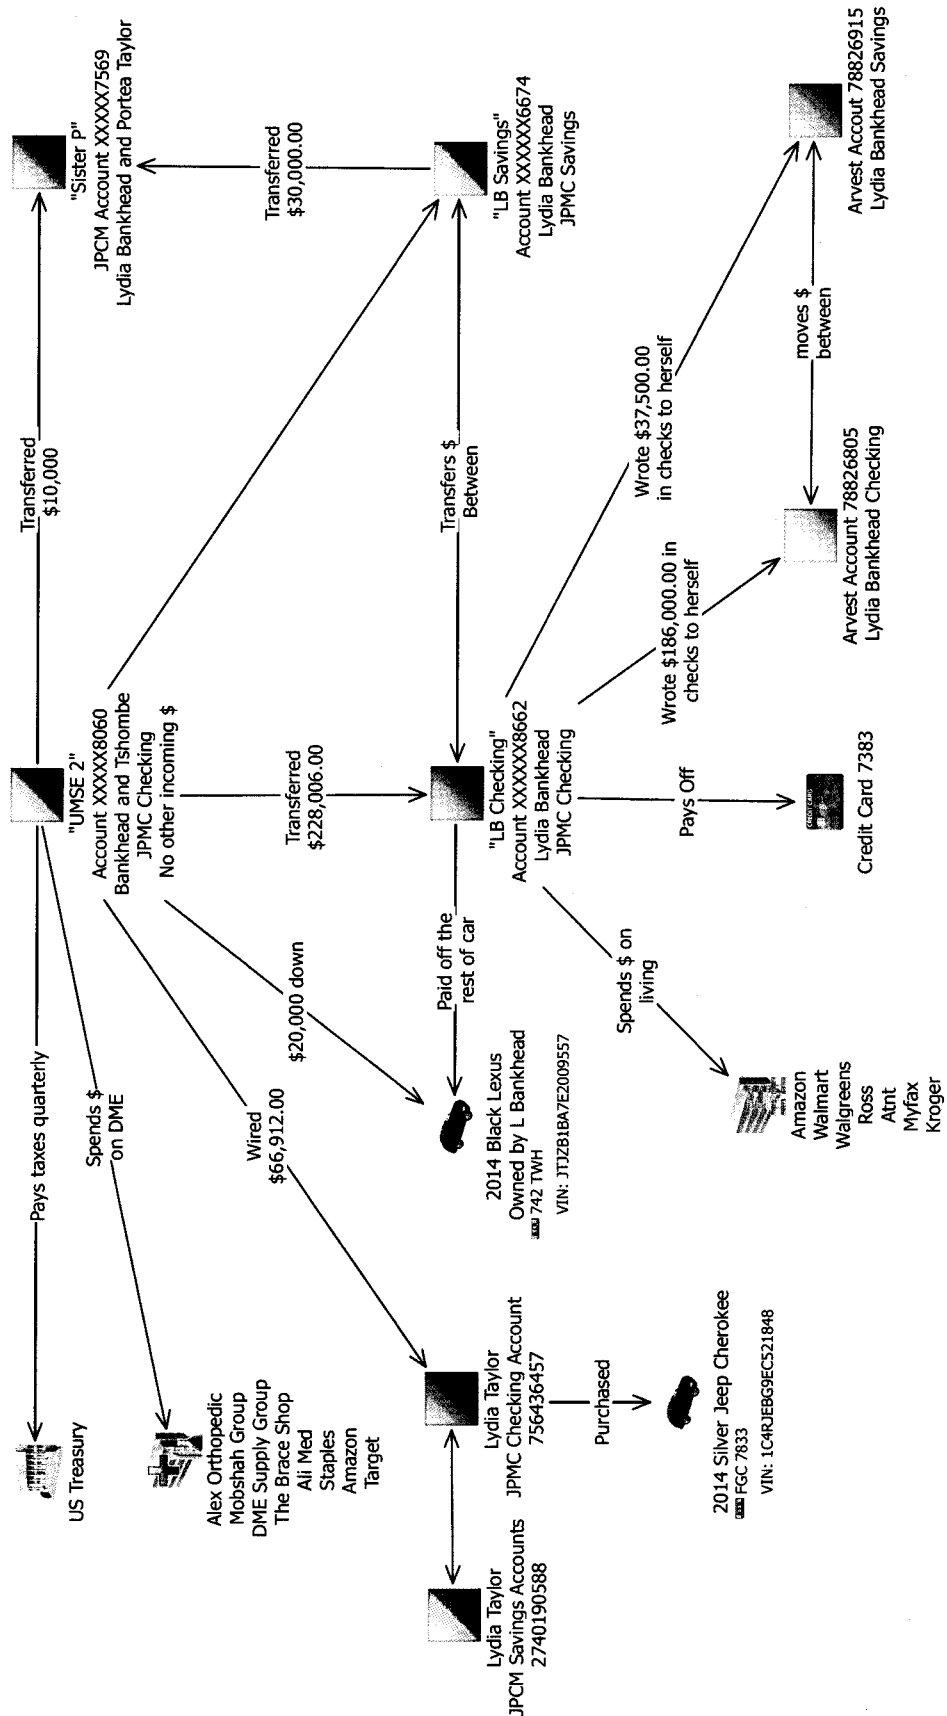 US Treasury
Pays taxes quarterly
"UMSE 2"
Account XXXXX8060
Bankhead and Tshombe
JPMC Checking
No other incoming $
Transferred
$10,000
"Sister P"
JPCM Account XXXXX7569
Lydia Bankhead and Portea Taylor
Spends $
on DME
Alex Orthopedic
Mobshah Group
DME Supply Group
The Brace Shop
Ali Med
Staples
Amazon
Target
Wired
$66,912.00
$20,000 down
Transferred
$228,006.00
Transferred
$30,000.00
Lydia Taylor
JPCM Savings Accounts
2740190588
Lydia Taylor
JPMC Checking Account
756436457
2014 Black Lexus
Owned by L Bankhead
742 TWH
VIN: JTJZB1BA7E2009557
Paid off the
rest of car
"LB Checking"
Account XXXXX8662
Lydia Bankhead
JPMC Checking
Transfers $
Between
"LB Savings"
Account XXXXXX6674
Lydia Bankhead
JPMC Savings
Purchased
2014 Silver Jeep Cherokee
FGC 7833
VIN: 1C4RJEBG9EC521848
Spends $ on
living
Amazon
Walmart
Walgreens
Ross
Atnt
Myfax
Kroger
Pays Off
Credit Card 7383
Wrote $186,000.00 in
checks to herself
Wrote $37,500.00
in checks to herself
Arvest Account 78826805
Lydia Bankhead Checking
moves $
between
Arvest Accout 78826915
Lydia Bankhead Savings